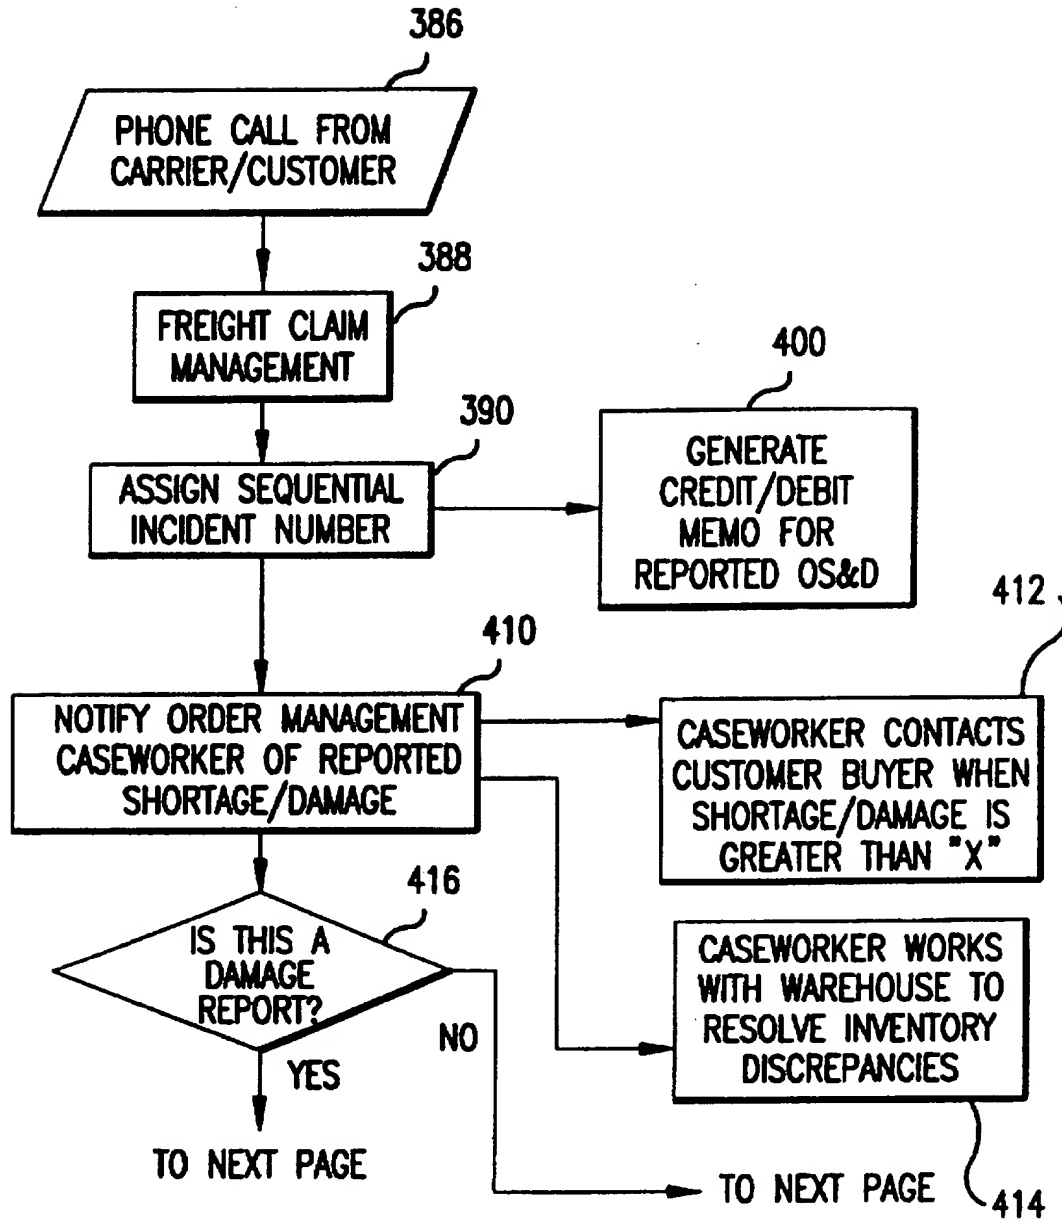 386
PHONE CALL FROM
CARRIER/CUSTOMER
388
FREIGHT CLAIM
MANAGEMENT
390
ASSIGN SEQUENTIAL
INCIDENT NUMBER
400
GENERATE
CREDIT/DEBIT
MEMO FOR
REPORTED OS&D
410
NOTIFY ORDER MANAGEMENT
CASEWORKER OF REPORTED
SHORTAGE/DAMAGE
412
CASEWORKER CONTACTS
CUSTOMER BUYER WHEN
SHORTAGE/DAMAGE IS
GREATER THAN "X"
416
IS THIS A
DAMAGE
REPORT?
NO
YES
CASEWORKER WORKS
WITH WAREHOUSE TO
RESOLVE INVENTORY
DISCREPANCIES
414
TO NEXT PAGE
TO NEXT PAGE